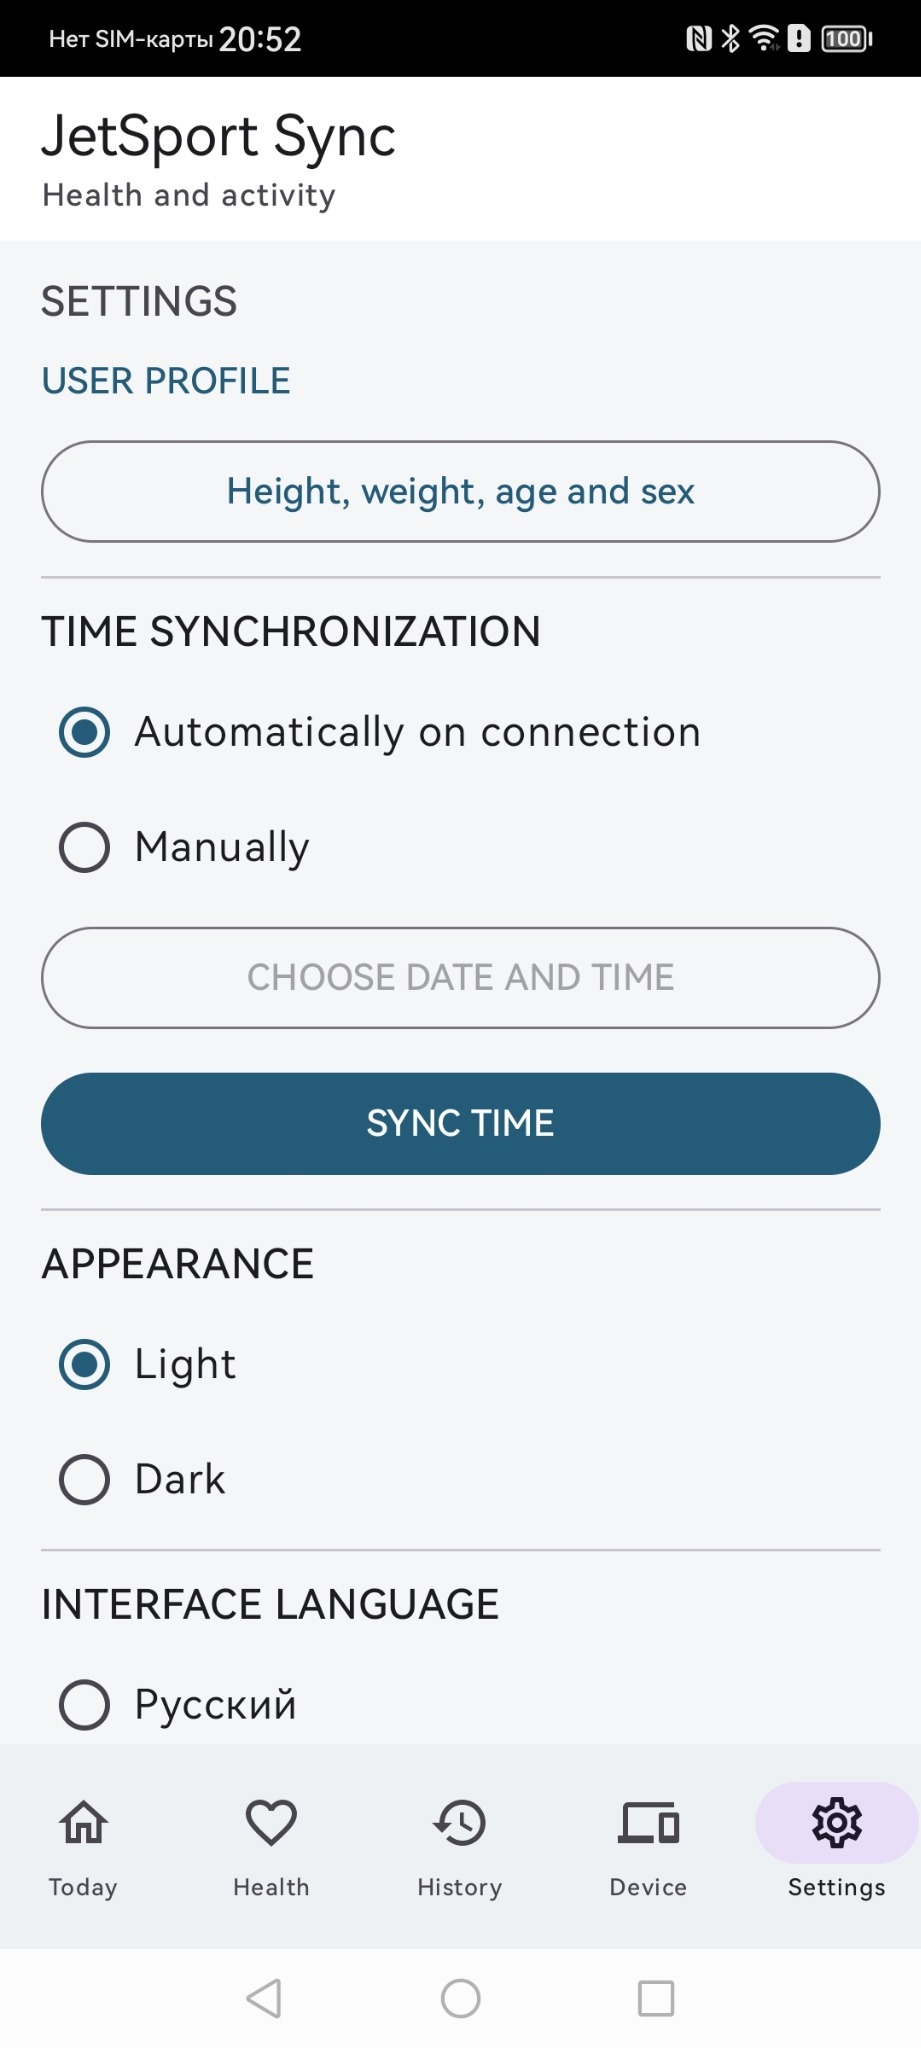 Нет SIM-карты 20:52
100
JetSport Sync
Health and activity
SETTINGS
USER PROFILE
Height, weight, age and sex
TIME SYNCHRONIZATION
Automatically on connection
Manually
CHOOSE DATE AND TIME
SYNC TIME
APPEARANCE
Light
Dark
INTERFACE LANGUAGE
Русский
Today
Health
History
Device
Settings